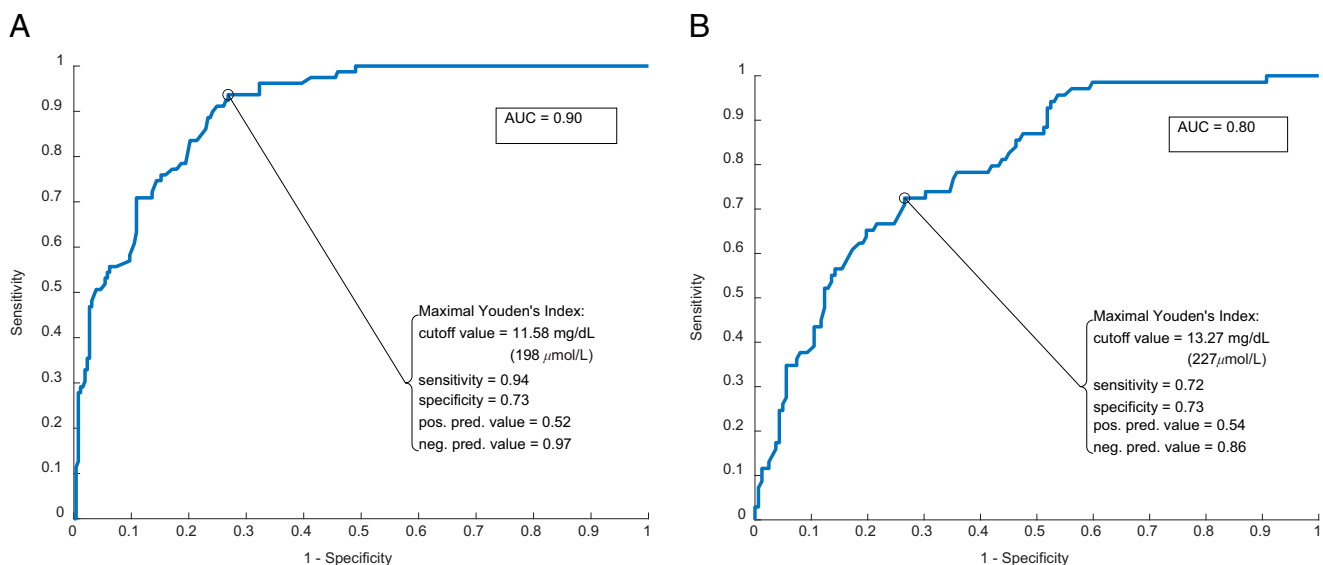 A
1
0.9
0.8
0.7
0.6
0.5
0.4
0.3
0.2
0.1
0
0 0.1 0.2 0.3 0.4 0.5 0.6 0.7 0.8 0.9 1
Sensitivity
1 - Specificity
AUC = 0.90
Maximal Youden's Index:
cutoff value = 11.58 mg/dL
(198 μmol/L)
sensitivity = 0.94
specificity = 0.73
pos. pred. value = 0.52
neg. pred. value = 0.97
B
1
0.9
0.8
0.7
0.6
0.5
0.4
0.3
0.2
0.1
0
0 0.1 0.2 0.3 0.4 0.5 0.6 0.7 0.8 0.9 1
Sensitivity
1 - Specificity
AUC = 0.80
Maximal Youden's Index:
cutoff value = 13.27 mg/dL
(227μmol/L)
sensitivity = 0.72
specificity = 0.73
pos. pred. value = 0.54
neg. pred. value = 0.86